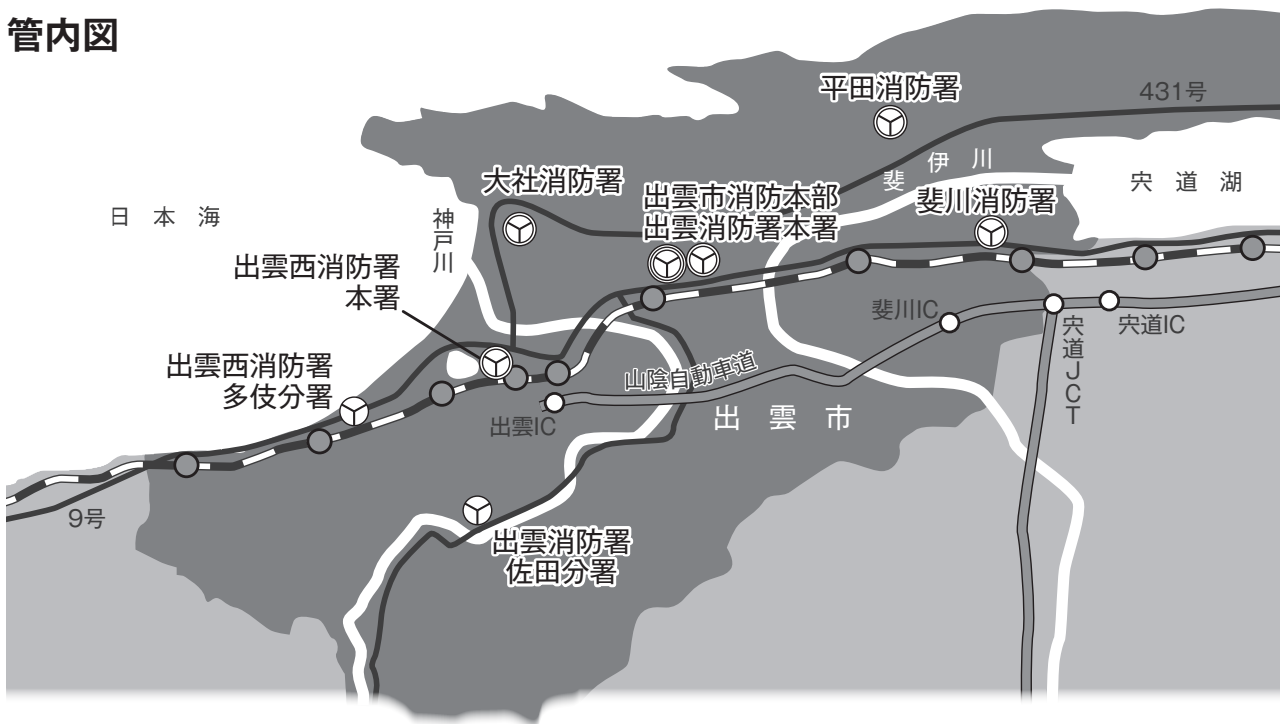 管内図
平田消防署
431号
斐伊川
宍道湖
大社消防署
出雲市消防本部
出雲消防署本署
斐川消防署
日本海
神戸川
出雲西消防署
本署
斐川IC
宍道IC
宍道JCT
出雲西消防署
多伎分署
山陰自動車道
出雲IC
出雲市
9号
出雲消防署
佐田分署